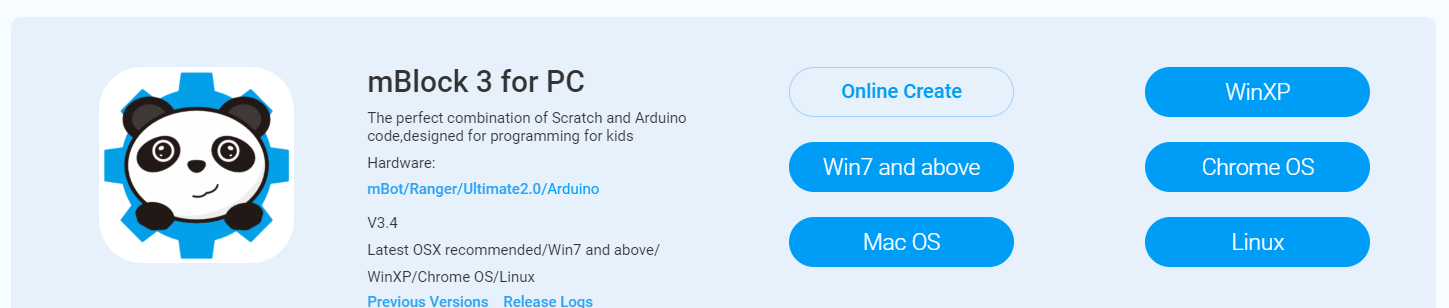 mBlock 3 for PC
The perfect combination of Scratch and Arduino
code,designed for programming for kids
Hardware:
mBot/Ranger/Ultimate2.0/Arduino
V3.4
Latest OSX recommended/Win7 and above/
WinXP/Chrome OS/Linux
Previous Versions Release Logs
Online Create
WinXP
Win7 and above
Chrome OS
Mac OS
Linux